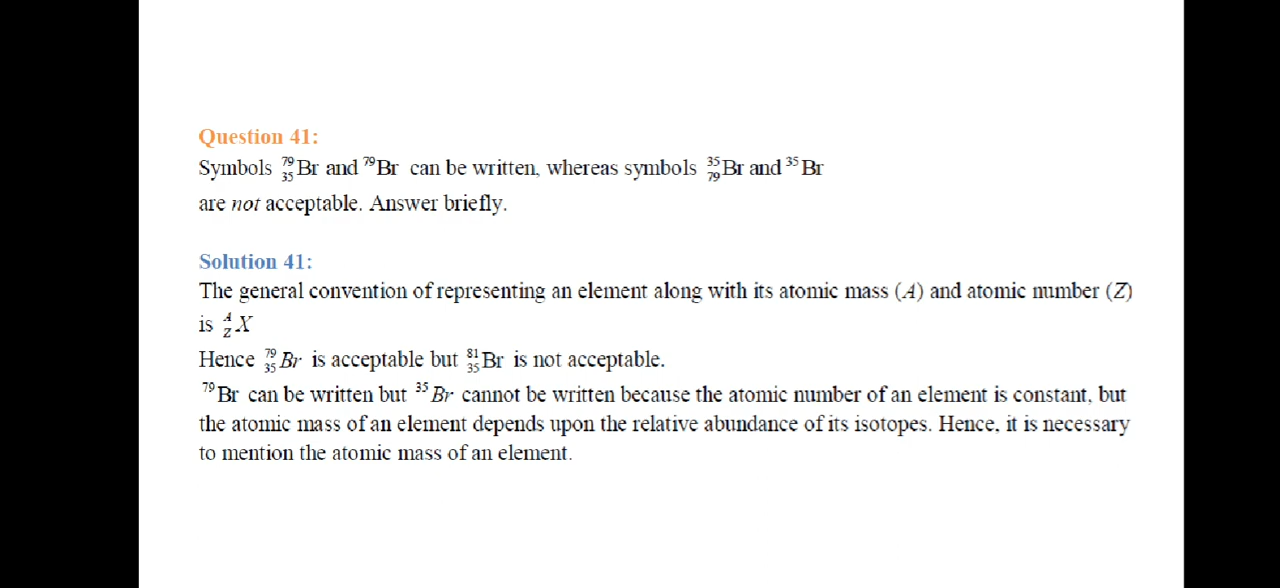 Question 41:
Symbols ⁷⁹₃₅Br and ⁷⁹Br can be written, whereas symbols ³⁵₇₉Br and ³⁵Br
are not acceptable. Answer briefly.
Solution 41:
The general convention of representing an element along with its atomic mass (A) and atomic number (Z)
is ᴬ_Z X
Hence ⁷⁹₃₅Br is acceptable but ⁸¹₃₅Br is not acceptable.
⁷⁹Br can be written but ³⁵Br cannot be written because the atomic number of an element is constant, but
the atomic mass of an element depends upon the relative abundance of its isotopes. Hence, it is necessary
to mention the atomic mass of an element.